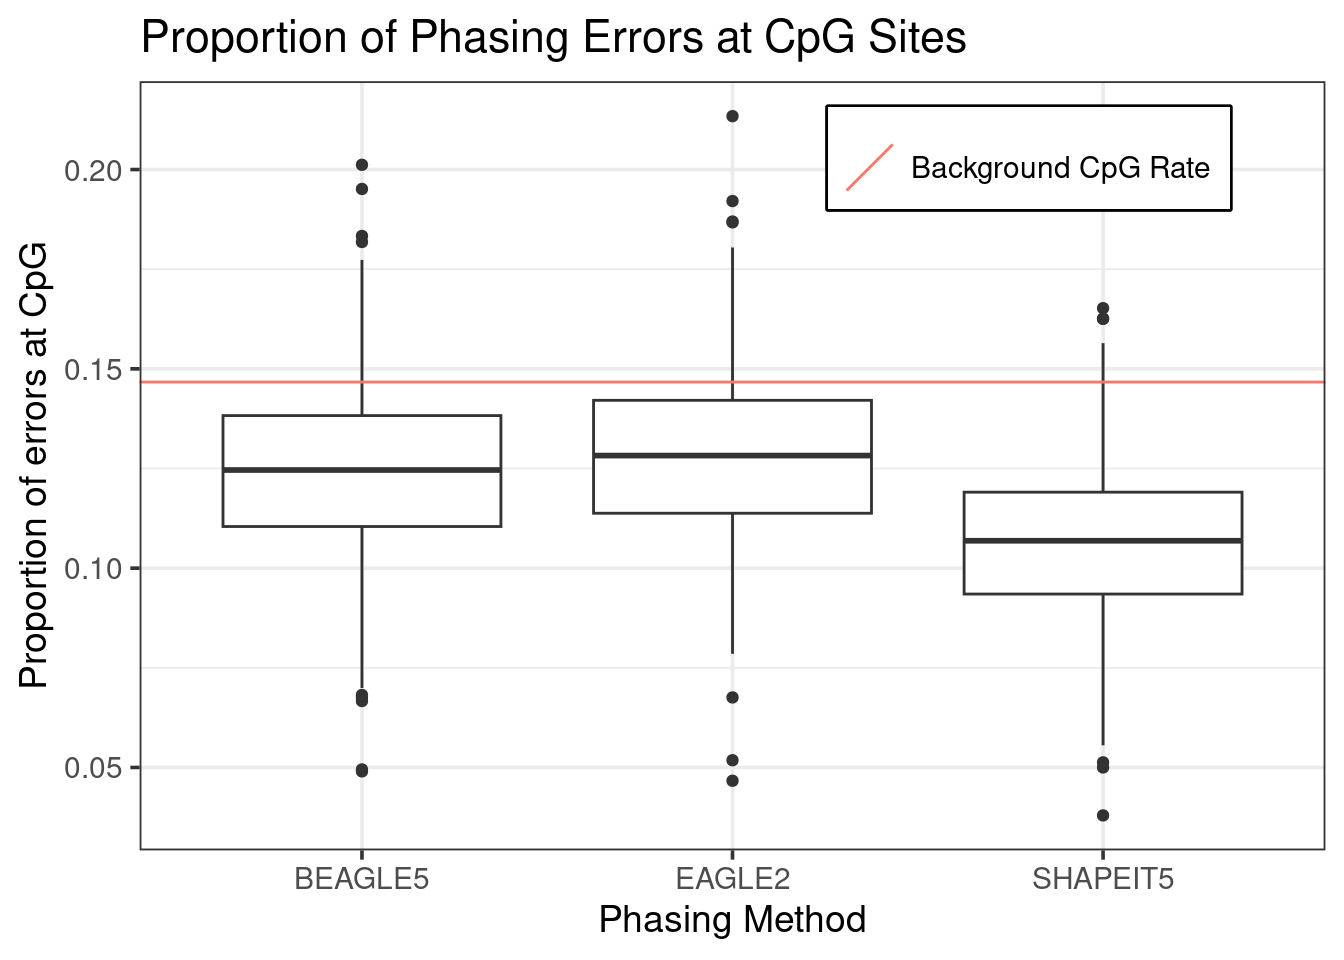 Proportion of Phasing Errors at CpG Sites
Background CpG Rate
Proportion of errors at CpG
0.20
0.15
0.10
0.05
BEAGLE5
EAGLE2
SHAPEIT5
Phasing Method